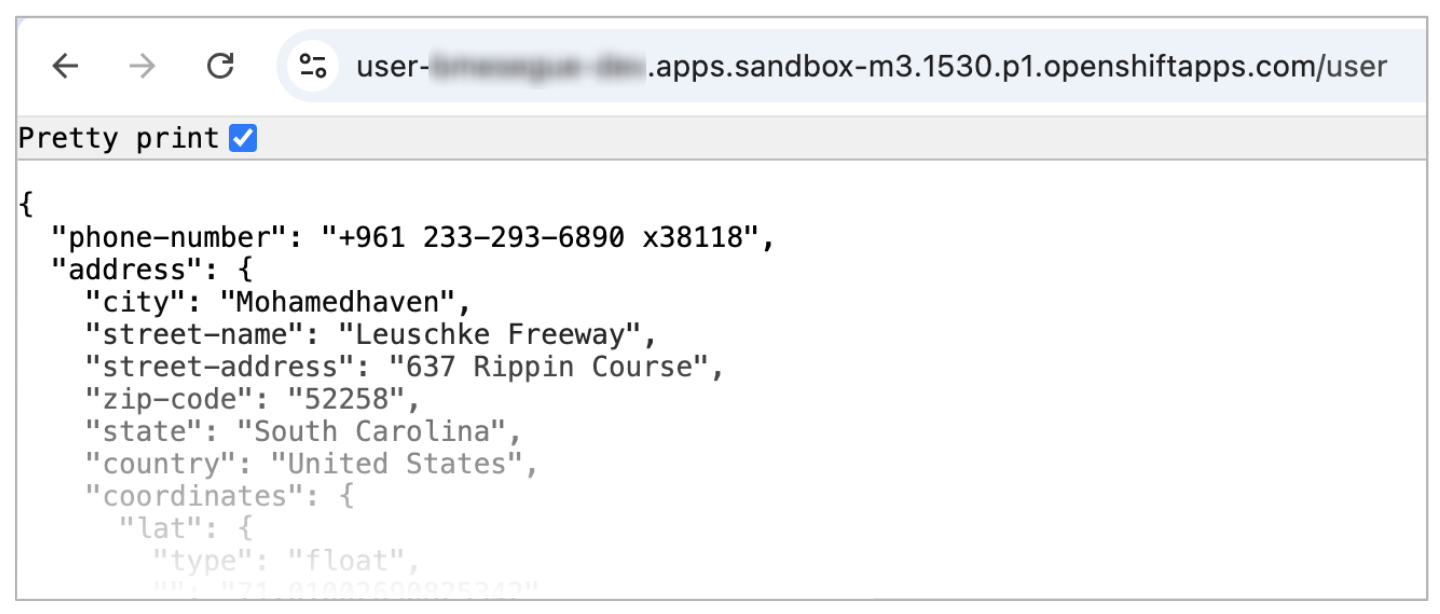 user- .apps.sandbox-m3.1530.p1.openshiftapps.com/user
Pretty print
{
"phone-number": "+961 233-293-6890 x38118",
"address": {
"city": "Mohamedhaven",
"street-name": "Leuschke Freeway",
"street-address": "637 Rippin Course",
"zip-code": "52258",
"state": "South Carolina",
"country": "United States",
"coordinates": {
"lat": {
"type": "float",
"": "71.01002690825342"